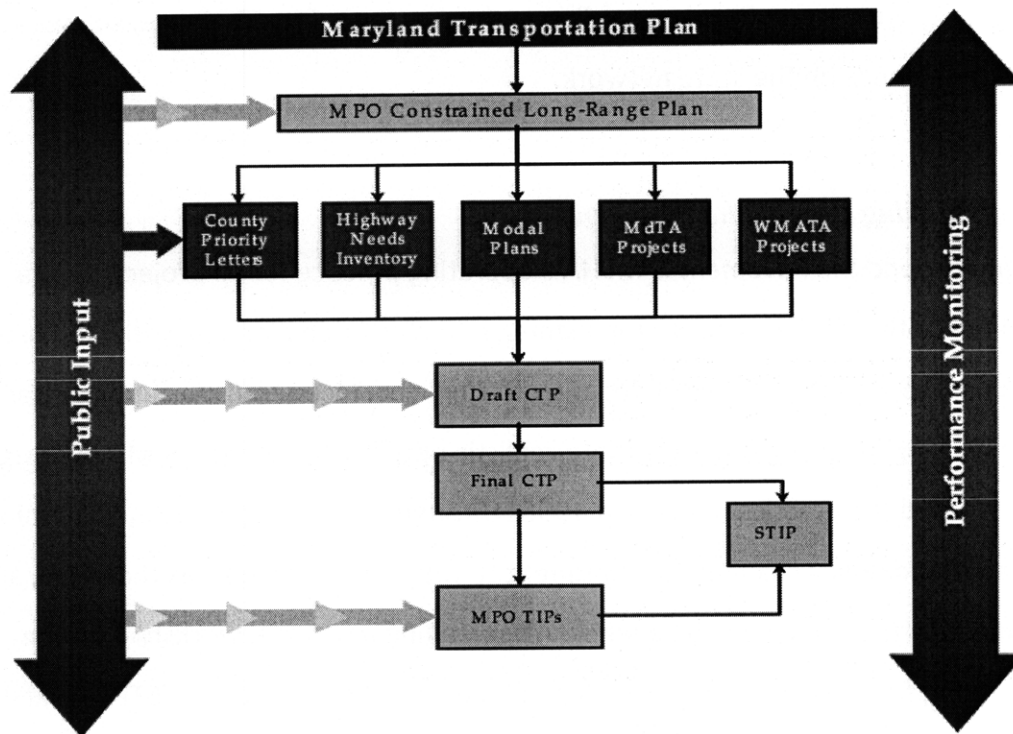 Maryland Transportation Plan
MPO Constrained Long-Range Plan
County
Priority
Letters
Highway
Needs
Inventory
Modal
Plans
MdTA
Projects
WMATA
Projects
Public Input
Performance Monitoring
Draft CTP
Final CTP
STIP
MPO TIPs